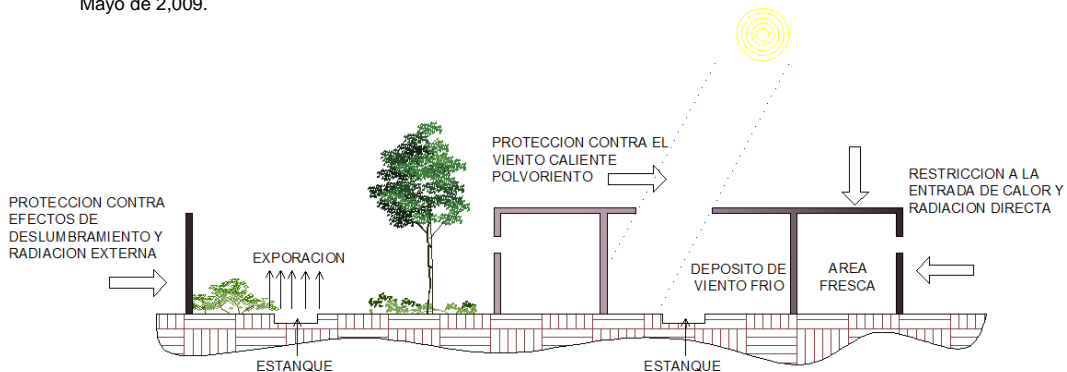 Mayo de 2,009.
PROTECCION CONTRA EL
VIENTO CALIENTE
POLVORIENTO
RESTRICCION A LA
ENTRADA DE CALOR Y
RADIACION DIRECTA
PROTECCION CONTRA
EFECTOS DE
DESLUMBRAMIENTO Y
RADIACION EXTERNA
EXPORACION
DEPOSITO DE
VIENTO FRIO
AREA
FRESCA
ESTANQUE
ESTANQUE